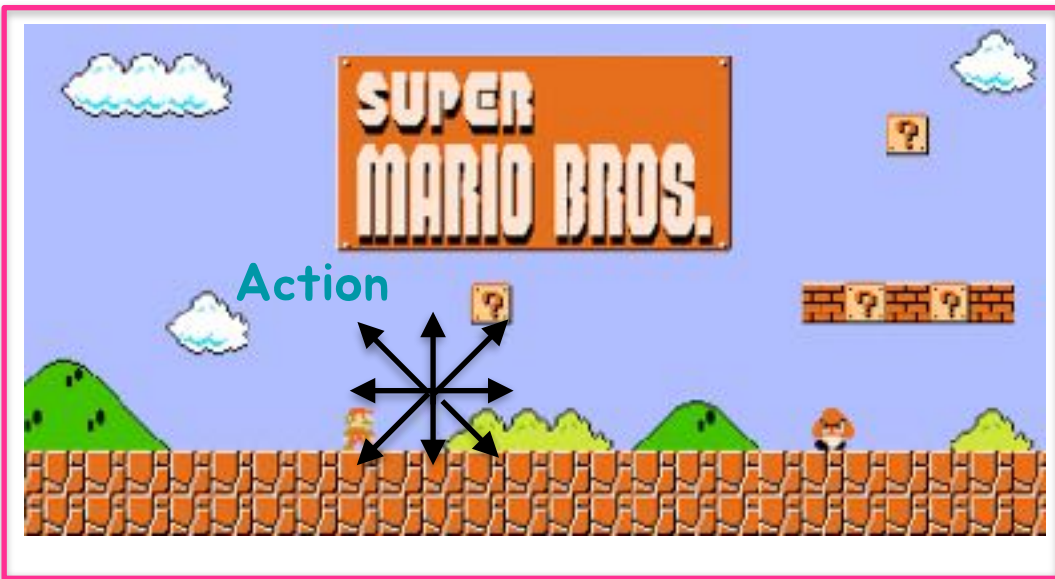 SUPER
MARIO BROS.
?
Action
?
? ?